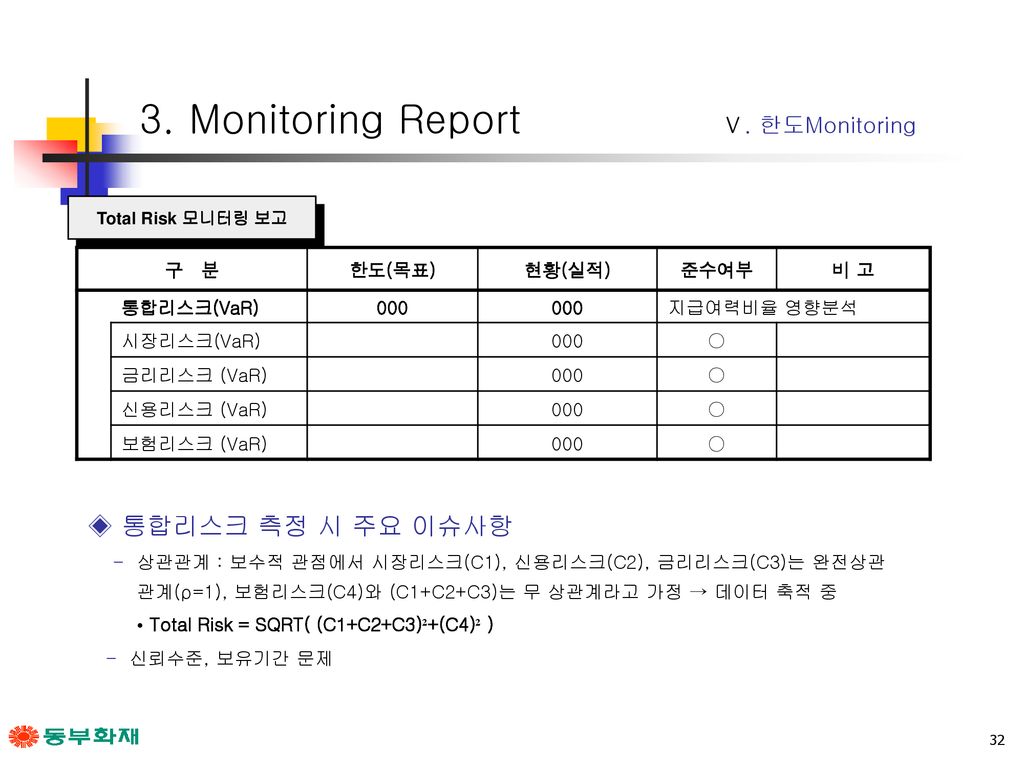 3. Monitoring Report
Ⅴ. 한도Monitoring
Total Risk 모니터링 보고
구 분 한도(목표) 현황(실적) 준수여부 비 고
통합리스크(VaR) 000 000 지급여력비율 영향분석
시장리스크(VaR) 000 ○
금리리스크 (VaR) 000 ○
신용리스크 (VaR) 000 ○
보험리스크 (VaR) 000 ○
◈ 통합리스크 측정 시 주요 이슈사항
- 상관관계 : 보수적 관점에서 시장리스크(C1), 신용리스크(C2), 금리리스크(C3)는 완전상관
관계(ρ=1), 보험리스크(C4)와 (C1+C2+C3)는 무 상관계라고 가정 → 데이터 축적 중
• Total Risk = SQRT( (C1+C2+C3)²+(C4)² )
- 신뢰수준, 보유기간 문제
동부화재
32